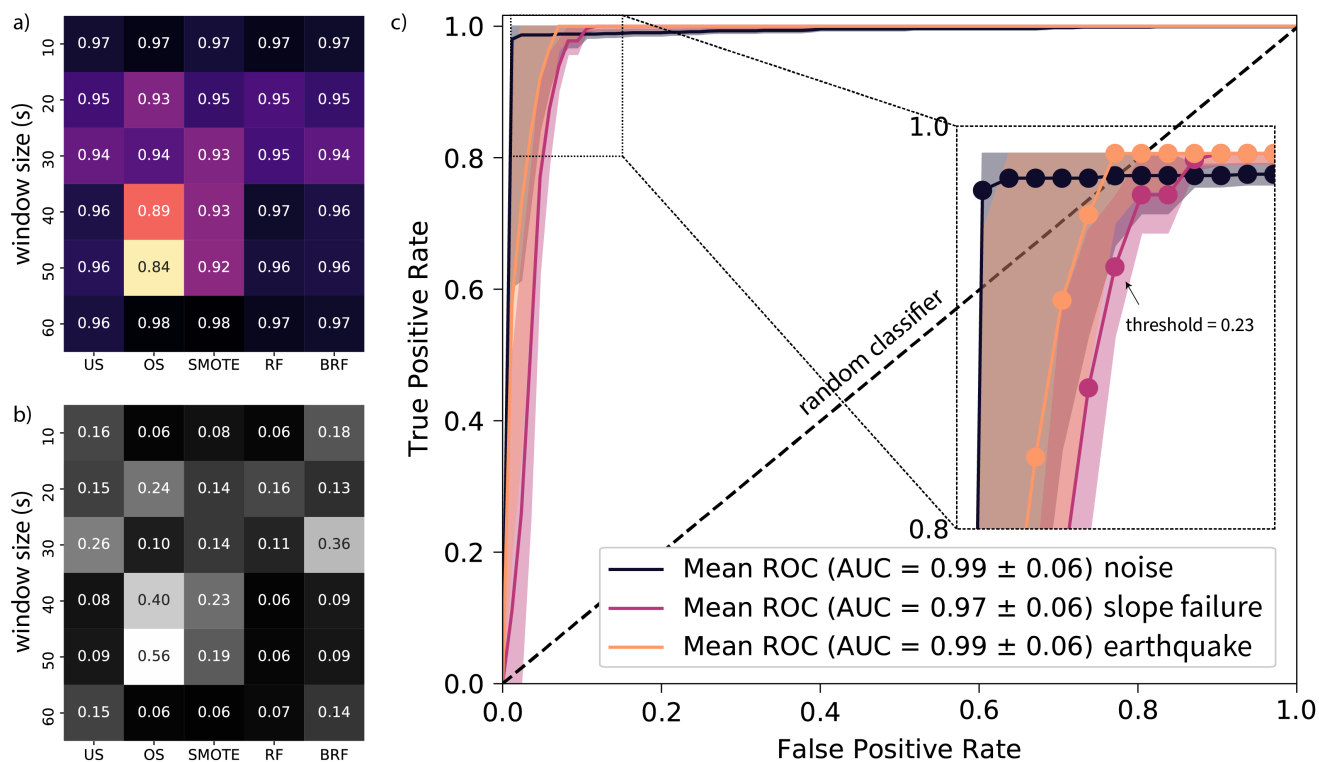 a)
window size (s)
10 0.97 0.97 0.97 0.97 0.97
20 0.95 0.93 0.95 0.95 0.95
30 0.94 0.94 0.93 0.95 0.94
40 0.96 0.89 0.93 0.97 0.96
50 0.96 0.84 0.92 0.96 0.96
60 0.96 0.98 0.98 0.97 0.97
US OS SMOTE RF BRF
b)
window size (s)
10 0.16 0.06 0.08 0.06 0.18
20 0.15 0.24 0.14 0.16 0.13
30 0.26 0.10 0.14 0.11 0.36
40 0.08 0.40 0.23 0.06 0.09
50 0.09 0.56 0.19 0.06 0.09
60 0.15 0.06 0.06 0.07 0.14
US OS SMOTE RF BRF
c)
True Positive Rate
1.0
0.8
0.6
0.4
0.2
0.0
random classifier
1.0
threshold = 0.23
0.8
Mean ROC (AUC = 0.99 ± 0.06) noise
Mean ROC (AUC = 0.97 ± 0.06) slope failure
Mean ROC (AUC = 0.99 ± 0.06) earthquake
0.0 0.2 0.4 0.6 0.8 1.0
False Positive Rate